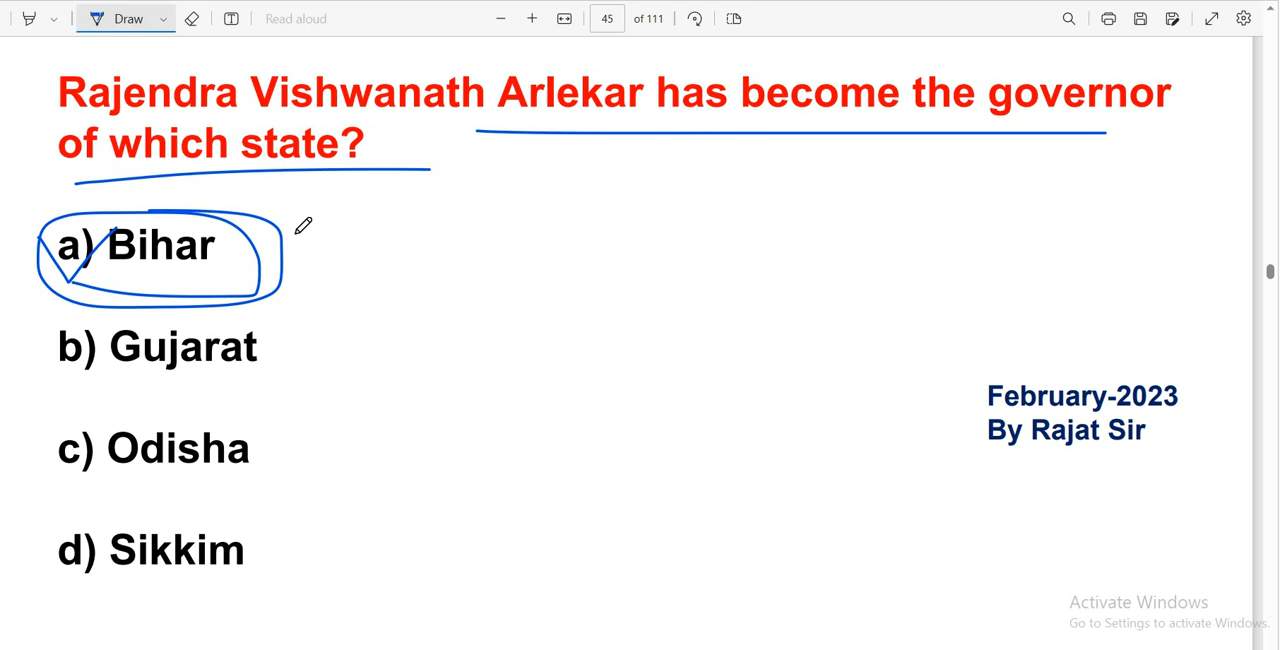 Draw
Read aloud
45
of 111
Rajendra Vishwanath Arlekar has become the governor
of which state?
a) Bihar
b) Gujarat
c) Odisha
d) Sikkim
February-2023
By Rajat Sir
Activate Windows
Go to Settings to activate Windows.